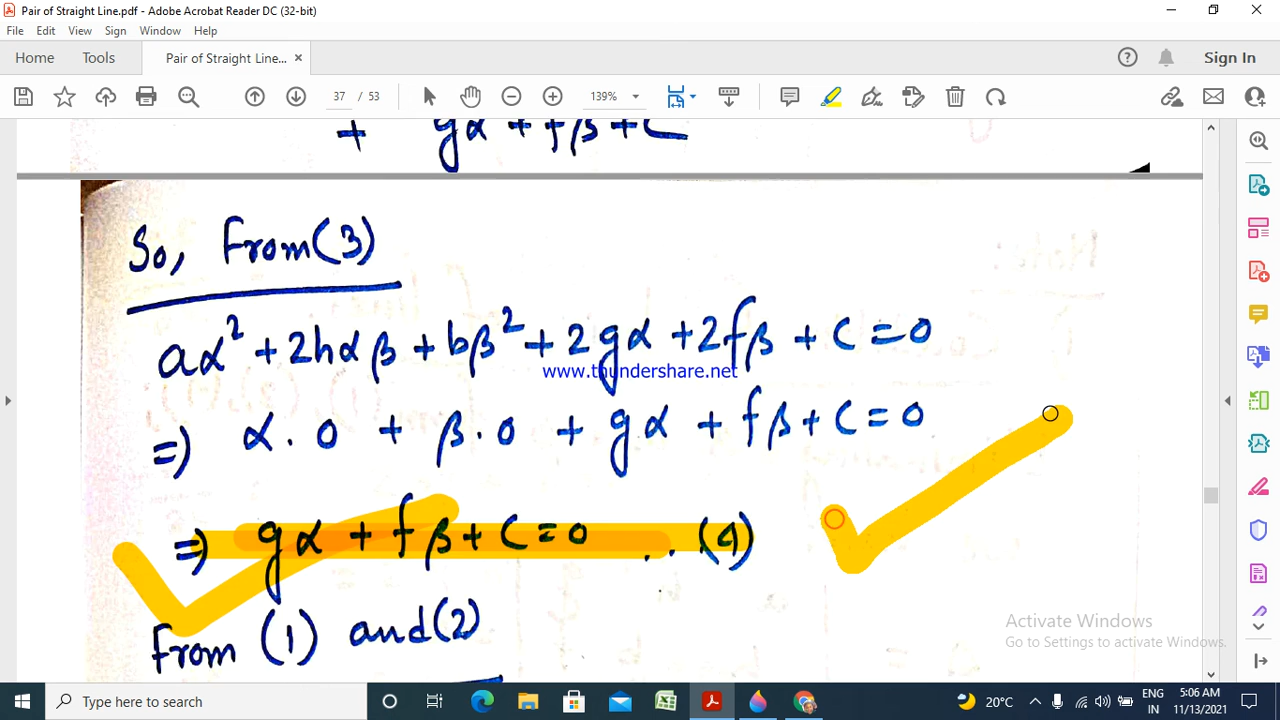 Pair of Straight Line.pdf - Adobe Acrobat Reader DC (32-bit)
File Edit View Sign Window Help
Home Tools Pair of Straight Line... × Sign In
37 / 53 139%
+ gα + fβ + C
So, From (3)
aα² + 2hαβ + bβ² + 2gα + 2fβ + C = 0
www.thundershare.net
=) α . 0 + β . 0 + gα + fβ + C = 0
=) gα + fβ + C = 0 . . (4)
From (1) and (2)
Activate Windows
Go to Settings to activate Windows.
Type here to search
20°C ENG 5:06 AM
IN 11/13/2021